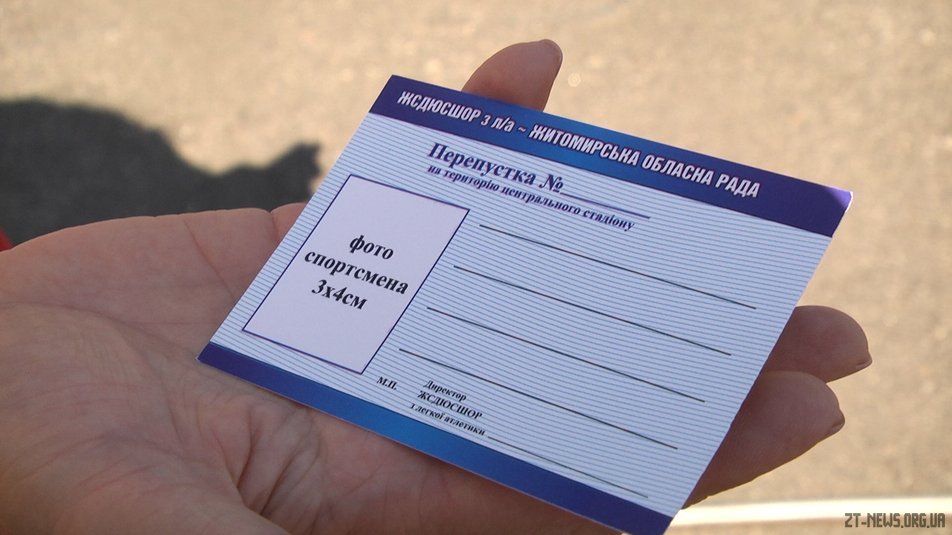 ЖСДЮСШОР з л/а ~ ЖИТОМИРСЬКА ОБЛАСНА РАДА
Перепустка №
на територію центрального стадіону
фото
спортсмена
3х4см
М.П.
Директор
ЖСДЮСШОР
з легкої атлетики
ZT-NEWS.ORG.UA